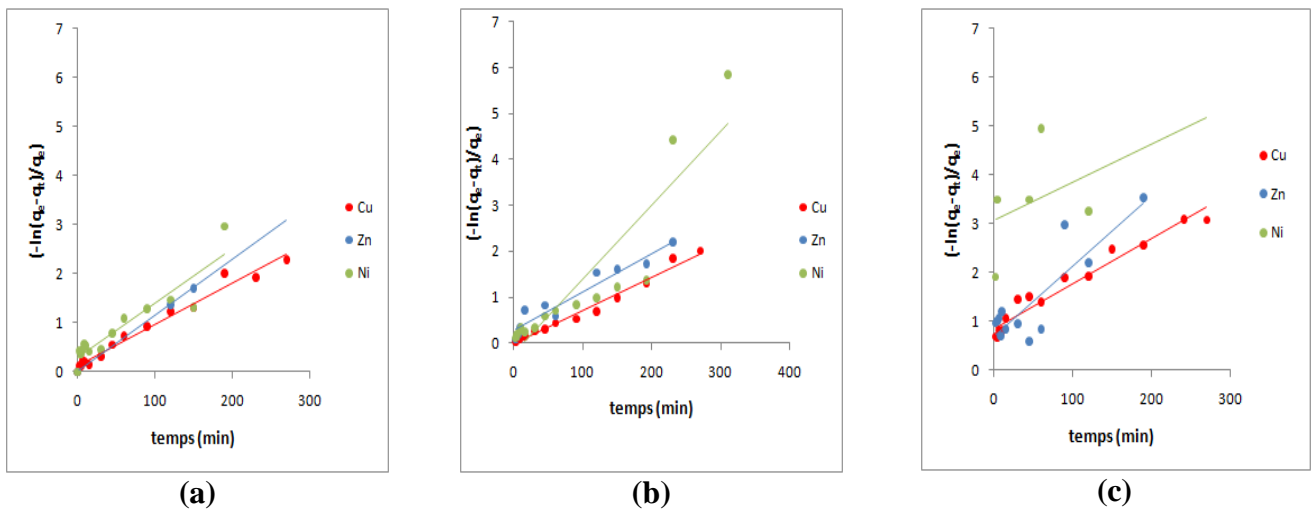 7
6
5
4
3
2
1
0
(-ln(qe-qt)/qe)
0 100 200 300
temps (min)
Cu
Zn
Ni
(a)
7
6
5
4
3
2
1
0
(-ln(qe-qt)/qe)
0 100 200 300 400
temps (min)
Cu
Zn
Ni
(b)
7
6
5
4
3
2
1
0
(-ln(qe-qt)/qe)
0 100 200 300
temps (min)
Cu
Zn
Ni
(c)